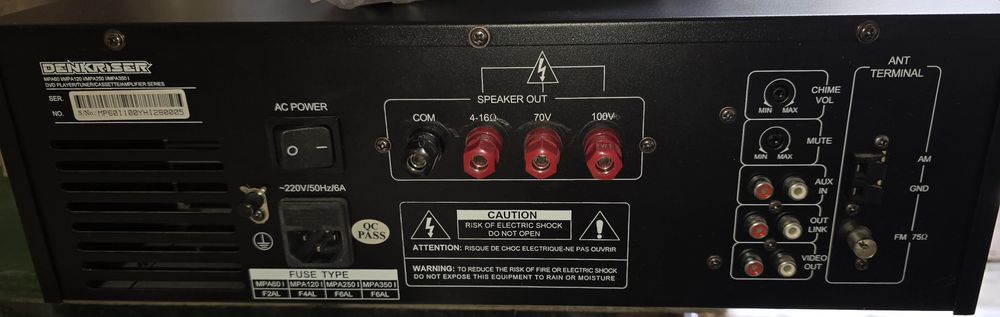 DENKRISER
MPA60 I/MPA120 I/MPA250 I/MPA350 I
DVD PLAYER/TUNER/CASSETTE/AMPLIFIER SERIES
SER.
NO.
S/No.: MP601100YH1280005
AC POWER
~220V/50Hz/6A
QC
PASS
FUSE TYPE
MPA60 I MPA120 I MPA250 I MPA350 I
F2AL F4AL F6AL F6AL
SPEAKER OUT
COM 4-16Ω 70V 100V
CAUTION
RISK OF ELECTRIC SHOCK
DO NOT OPEN
ATTENTION: RISQUE DE CHOC ELECTRIQUE-NE PAS OUVRIR
WARNING: TO REDUCE THE RISK OF FIRE OR ELECTRIC SHOCK
DO NOT EXPOSE THIS EQUIPMENT TO RAIN OR MOISTURE
CHIME
VOL
MIN MAX
MUTE
MIN MAX
AUX
IN
OUT
LINK
VIDEO
OUT
ANT
TERMINAL
AM
GND
FM 75Ω